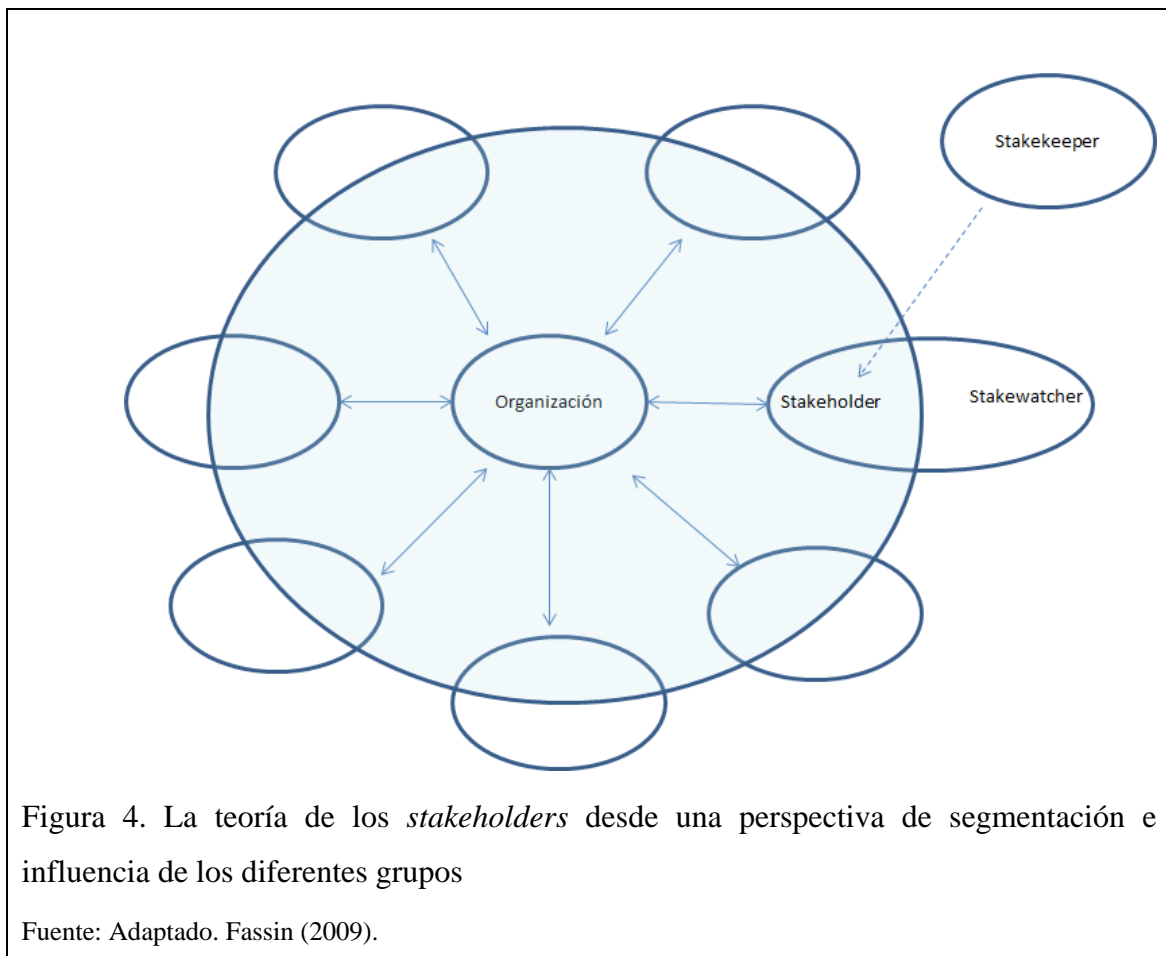 Stakekeeper
Organización
Stakeholder
Stakewatcher
Figura 4. La teoría de los stakeholders desde una perspectiva de segmentación e
influencia de los diferentes grupos
Fuente: Adaptado. Fassin (2009).